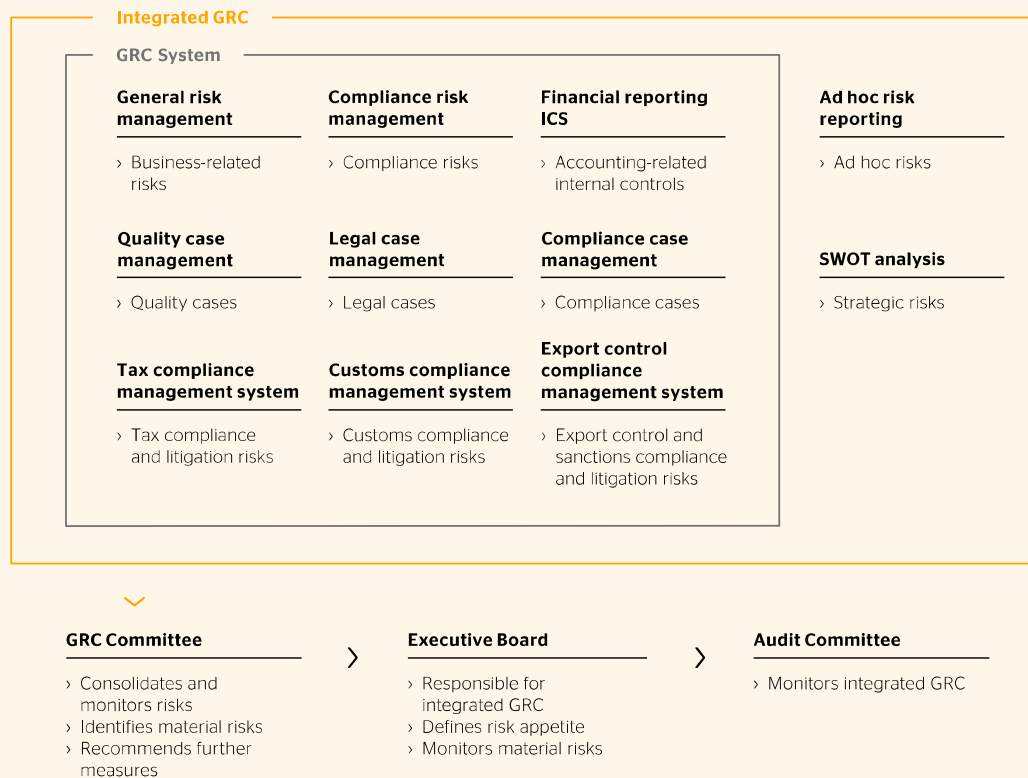 Integrated GRC
GRC System
General risk
management
› Business-related
risks
Compliance risk
management
› Compliance risks
Financial reporting
ICS
› Accounting-related
internal controls
Ad hoc risk
reporting
› Ad hoc risks
Quality case
management
› Quality cases
Legal case
management
› Legal cases
Compliance case
management
› Compliance cases
SWOT analysis
› Strategic risks
Tax compliance
management system
› Tax compliance
and litigation risks
Customs compliance
management system
› Customs compliance
and litigation risks
Export control
compliance
management system
› Export control and
sanctions compliance
and litigation risks
GRC Committee
› Consolidates and
monitors risks
› Identifies material risks
› Recommends further
measures
Executive Board
› Responsible for
integrated GRC
› Defines risk appetite
› Monitors material risks
Audit Committee
› Monitors integrated GRC